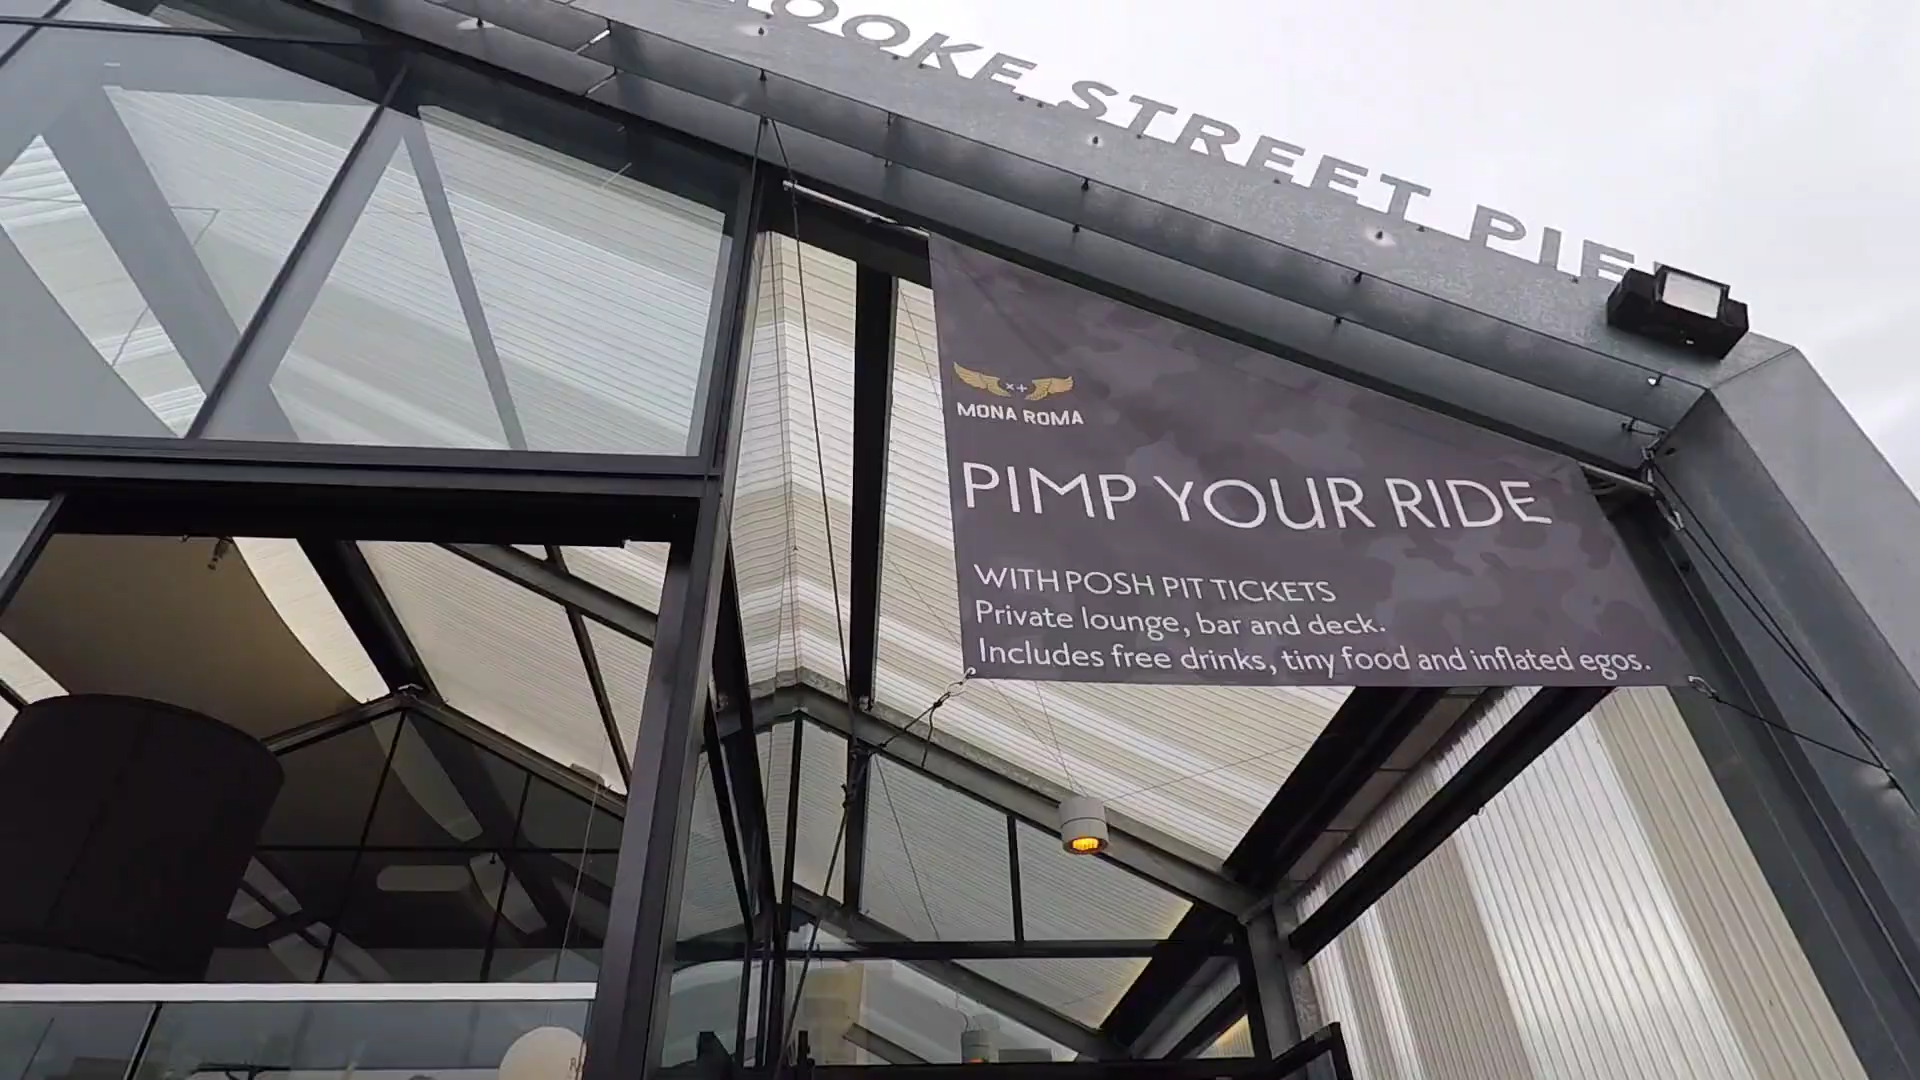 STREET PIE
x+
MONA ROMA
PIMP YOUR RIDE
WITH POSH PIT TICKETS
Private lounge, bar and deck.
Includes free drinks, tiny food and inflated egos.